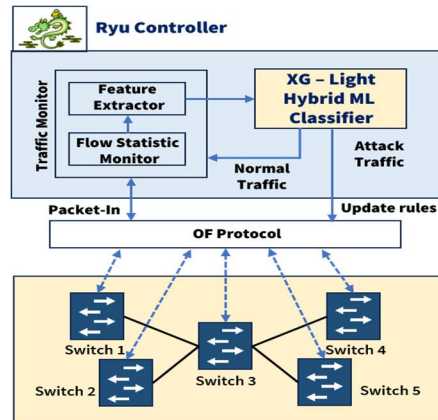 Ryu Controller
Traffic Monitor
Feature
Extractor
Flow Statistic
Monitor
XG – Light
Hybrid ML
Classifier
Normal
Traffic
Attack
Traffic
Packet-In
Update rules
OF Protocol
Switch 1
Switch 2
Switch 3
Switch 4
Switch 5